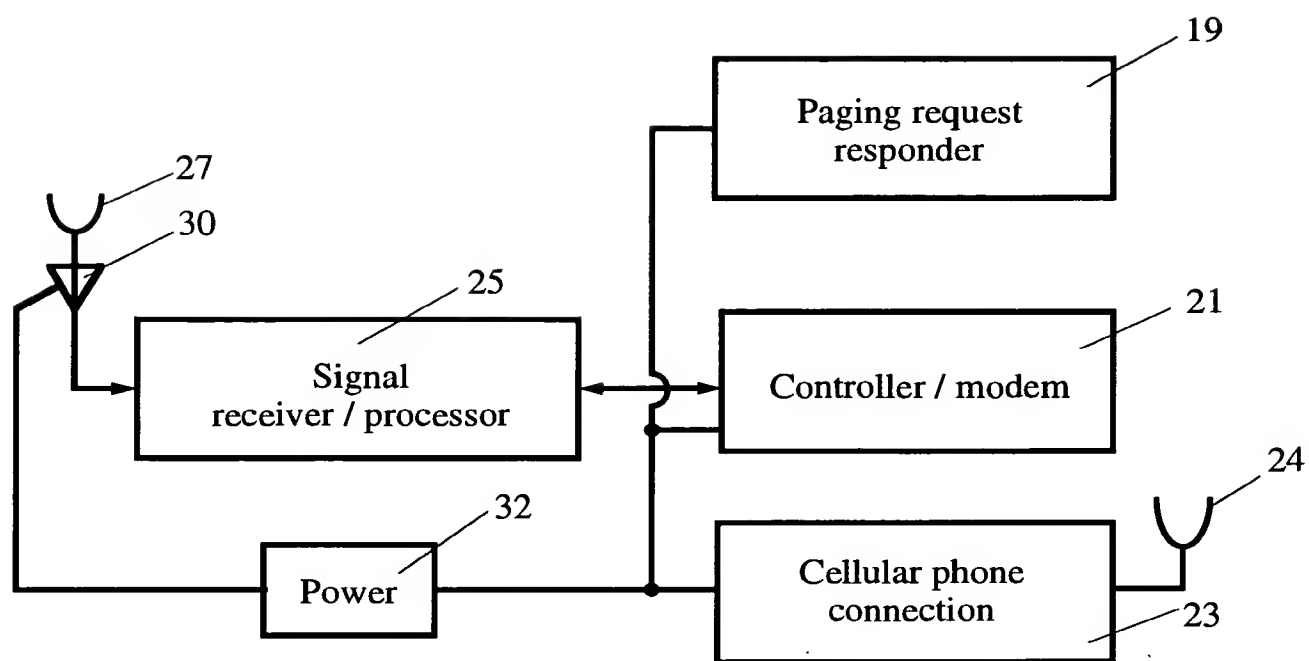 19
Paging request
responder
27
30
25
Signal
receiver / processor
21
Controller / modem
24
32
Power
Cellular phone
connection
23